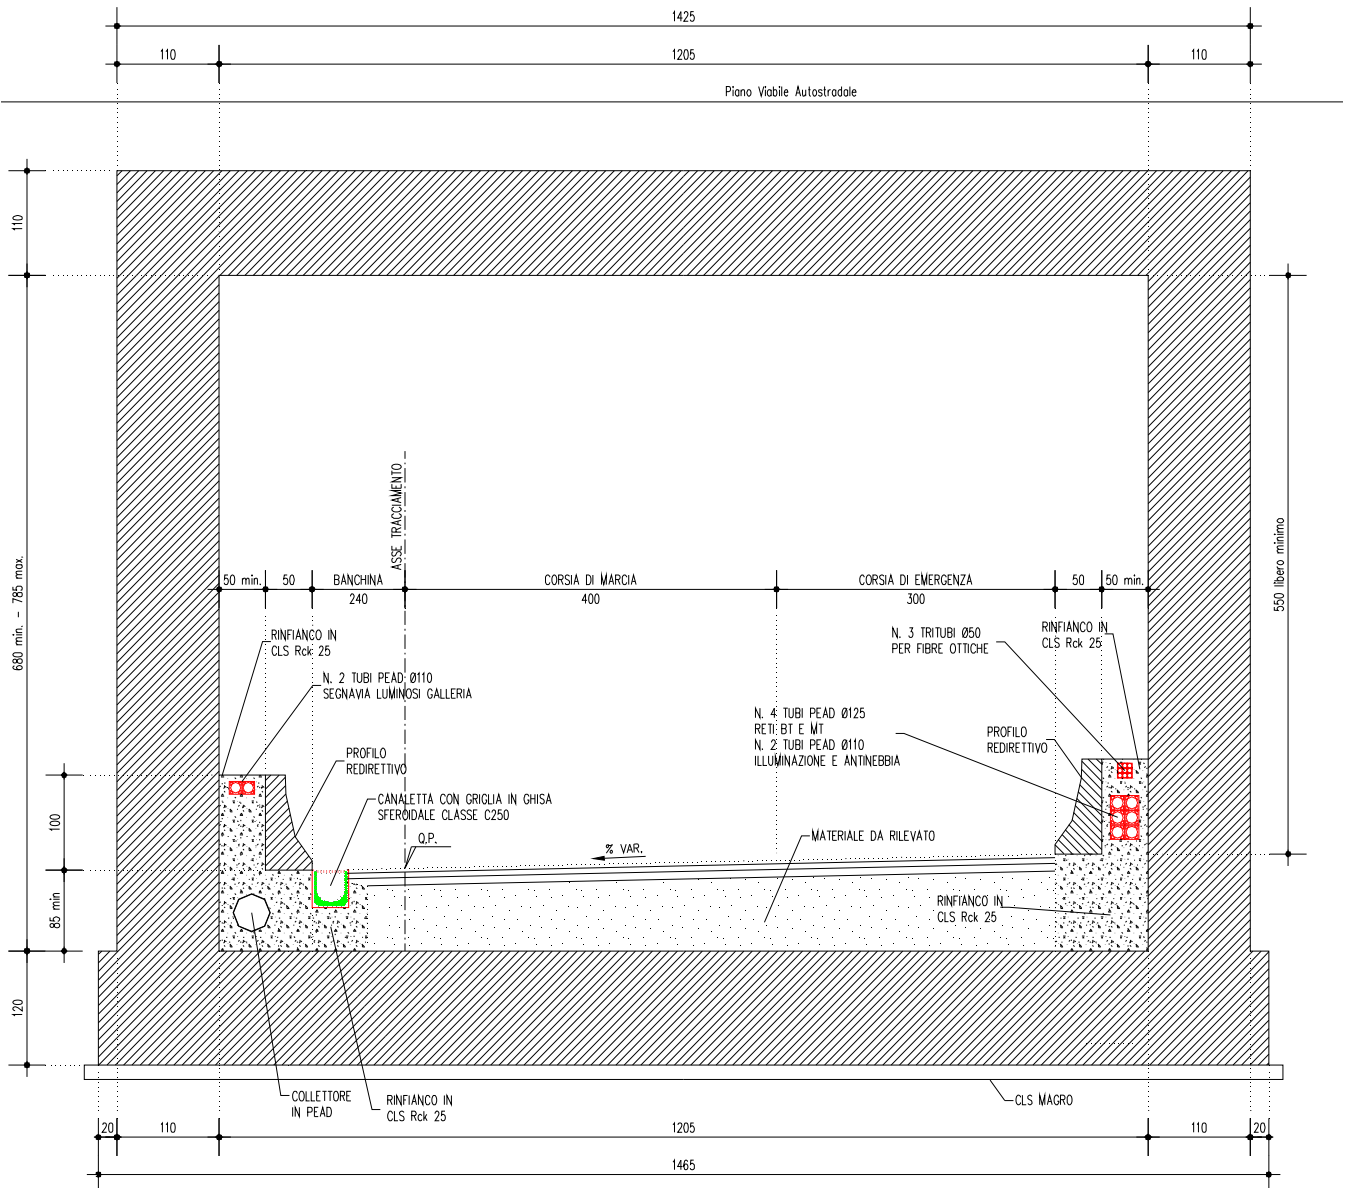 1425
110
1205
110
Piano Viabile Autostradale
110
680 min. - 785 max.
550 libero minimo
ASSE TRACCIAMENTO
50 min.
50
BANCHINA
240
CORSIA DI MARCIA
400
CORSIA DI EMERGENZA
300
50
50 min.
RINFIANCO IN
CLS Rck 25
N. 2 TUBI PEAD Ø110
SEGNAVIA LUMINOSI GALLERIA
N. 3 TRITUBI Ø50
PER FIBRE OTTICHE
RINFIANCO IN
CLS Rck 25
N. 4 TUBI PEAD Ø125
RETI BT E MT
N. 2 TUBI PEAD Ø110
ILLUMINAZIONE E ANTINEBBIA
PROFILO
REDIRETTIVO
PROFILO
REDIRETTIVO
CANALETTA CON GRIGLIA IN GHISA
SFEROIDALE CLASSE C250
100
Q.P.
% VAR.
MATERIALE DA RILEVATO
85 min
RINFIANCO IN
CLS Rck 25
120
COLLETTORE
IN PEAD
RINFIANCO IN
CLS Rck 25
CLS MAGRO
20
110
1205
110
20
1465